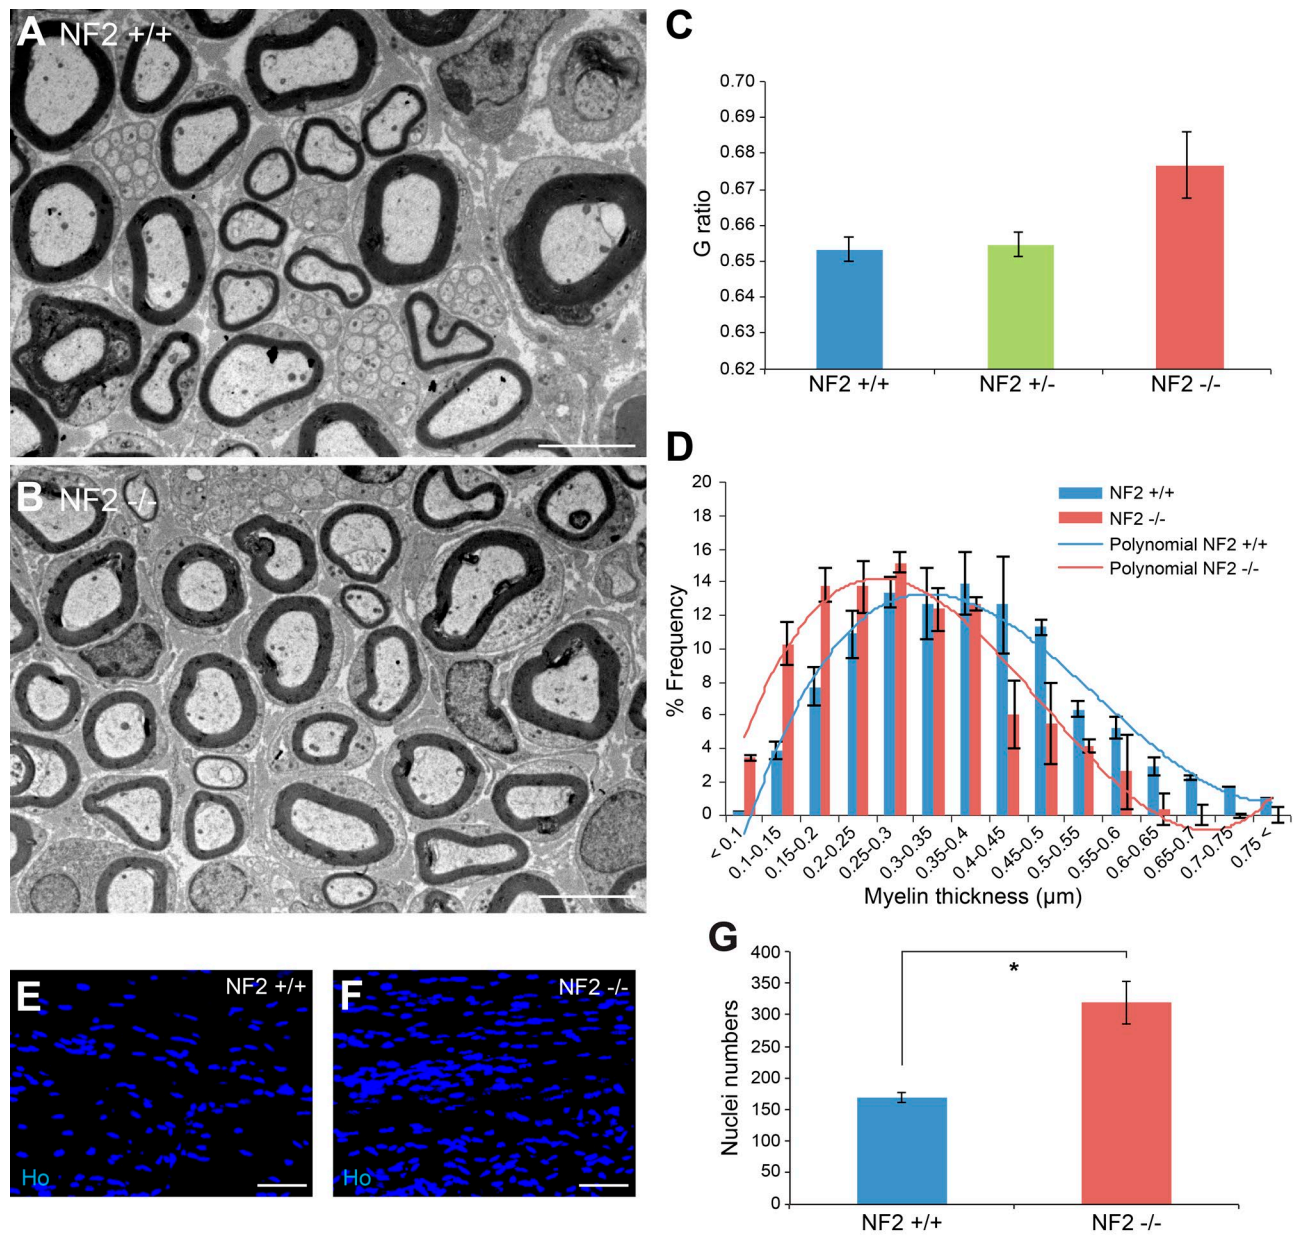 A NF2 +/+
B NF2 -/-
C
0.70
0.69
0.68
0.67
0.66
0.65
0.64
0.63
0.62
G ratio
NF2 +/+ NF2 +/- NF2 -/-
D
20
18
16
14
12
10
8
6
4
2
0
% Frequency
NF2 +/+
NF2 -/-
Polynomial NF2 +/+
Polynomial NF2 -/-
< 0.1 0.1-0.15 0.15-0.2 0.2-0.25 0.25-0.3 0.3-0.35 0.35-0.4 0.4-0.45 0.45-0.5 0.5-0.55 0.55-0.6 0.6-0.65 0.65-0.7 0.7-0.75 0.75 <
Myelin thickness (µm)
E NF2 +/+
Ho
F NF2 -/-
Ho
G
400
350
300
250
200
150
100
50
0
Nuclei numbers
*
NF2 +/+ NF2 -/-